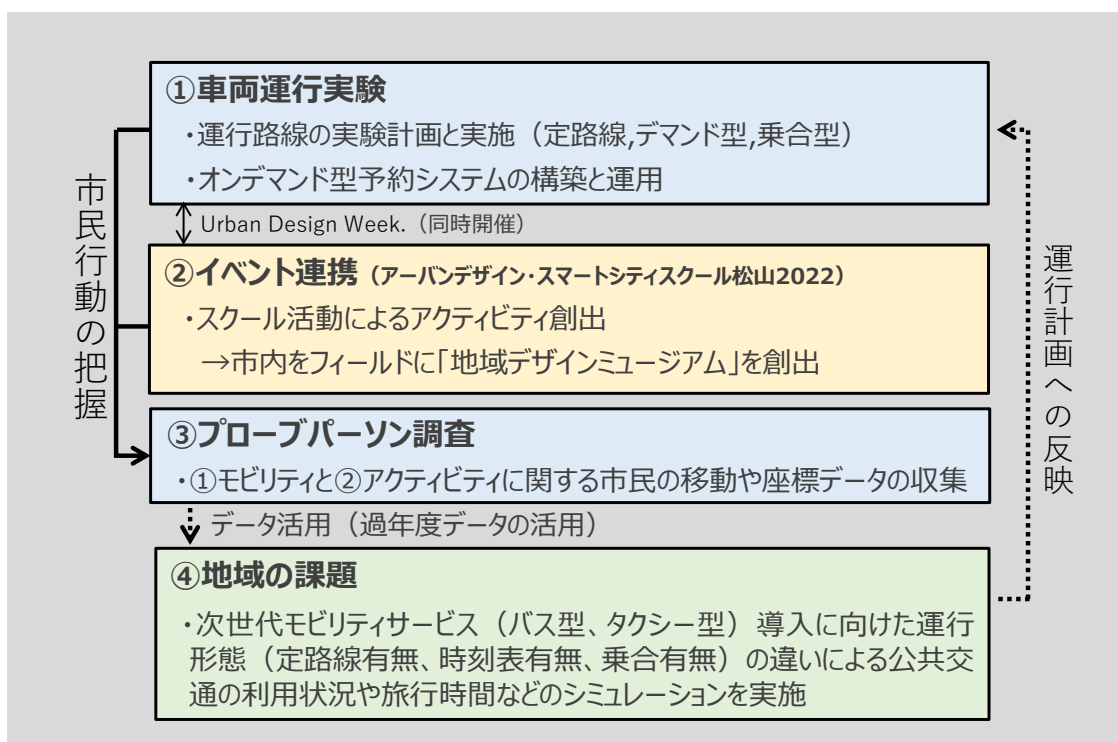 ①車両運行実験
・運行路線の実験計画と実施（定路線,デマンド型,乗合型）
・オンデマンド型予約システムの構築と運用
Urban Design Week.（同時開催）
②イベント連携（アーバンデザイン・スマートシティスクール松山2022）
・スクール活動によるアクティビティ創出
→市内をフィールドに「地域デザインミュージアム」を創出
③プローブパーソン調査
・①モビリティと②アクティビティに関する市民の移動や座標データの収集
データ活用（過年度データの活用）
④地域の課題
・次世代モビリティサービス（バス型、タクシー型）導入に向けた運行
形態（定路線有無、時刻表有無、乗合有無）の違いによる公共交
通の利用状況や旅行時間などのシミュレーションを実施
市民行動の把握
運行計画への反映